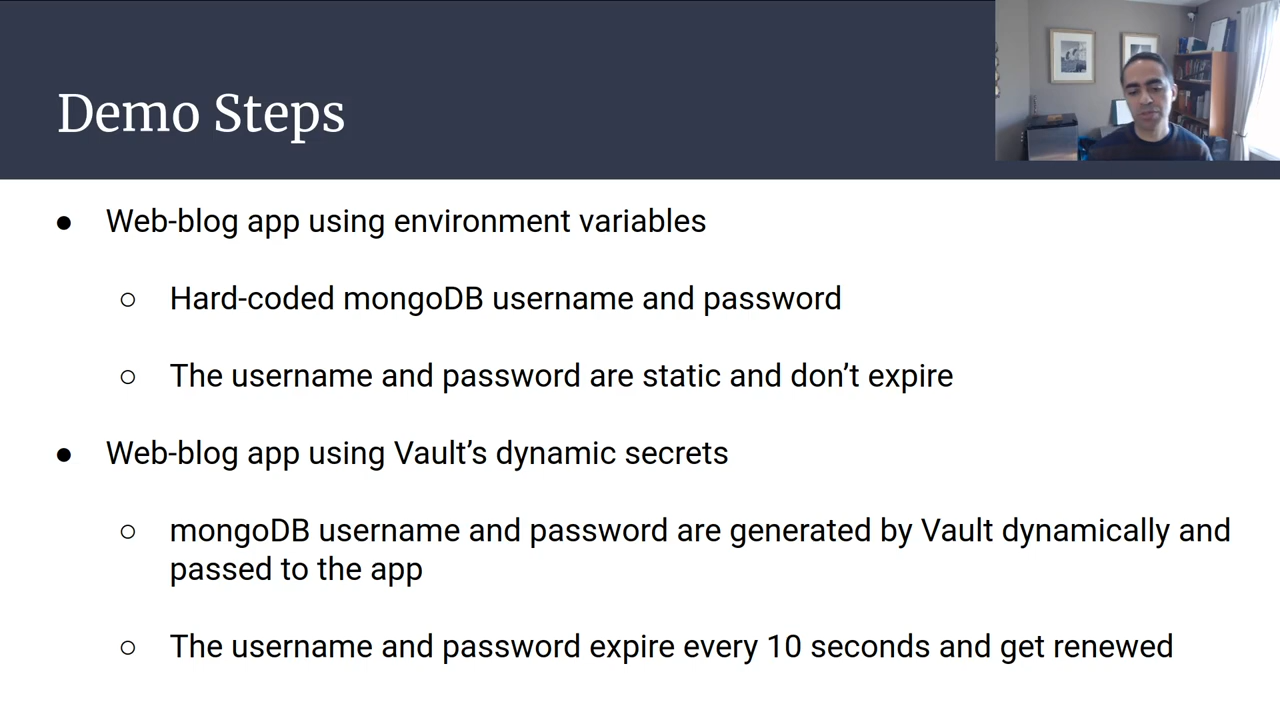 Demo Steps
● Web-blog app using environment variables
○ Hard-coded mongoDB username and password
○ The username and password are static and don’t expire
● Web-blog app using Vault’s dynamic secrets
○ mongoDB username and password are generated by Vault dynamically and
passed to the app
○ The username and password expire every 10 seconds and get renewed